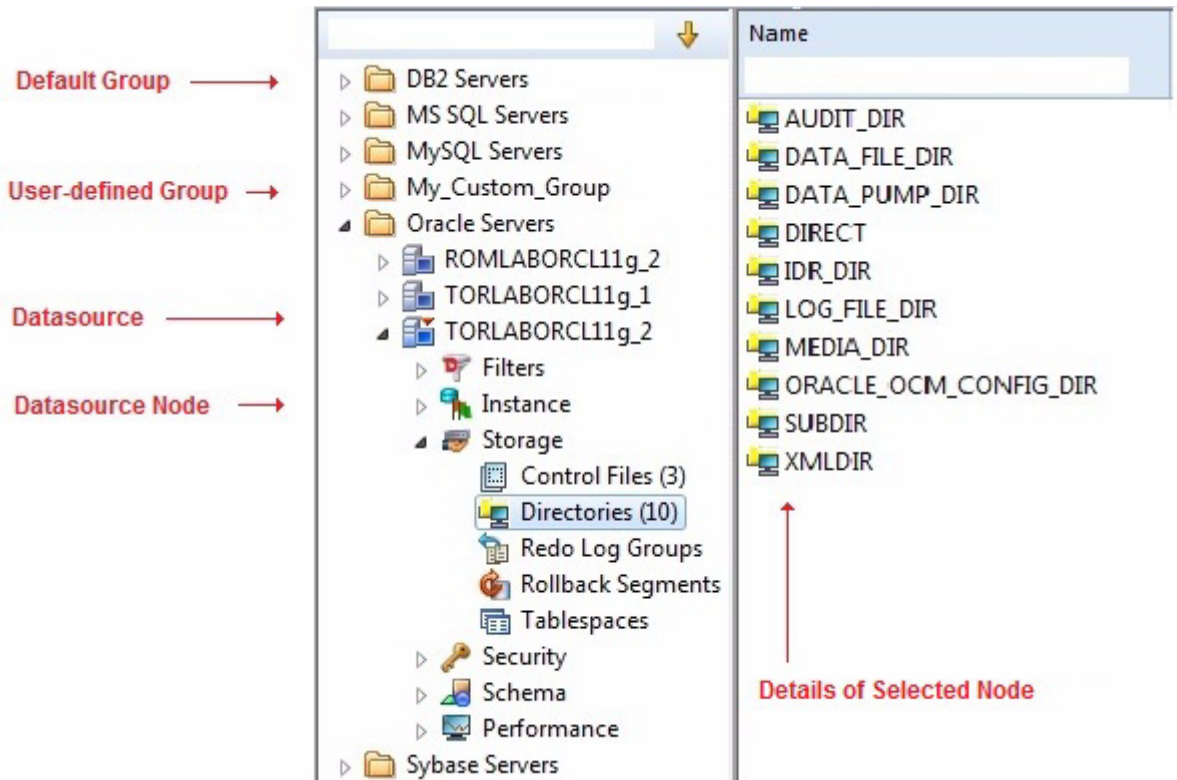 Default Group
User-defined Group
Datasource
Datasource Node
DB2 Servers
MS SQL Servers
MySQL Servers
My_Custom_Group
Oracle Servers
ROMLABORCL11g_2
TORLABORCL11g_1
TORLABORCL11g_2
Filters
Instance
Storage
Control Files (3)
Directories (10)
Redo Log Groups
Rollback Segments
Tablespaces
Security
Schema
Performance
Sybase Servers
Name
AUDIT_DIR
DATA_FILE_DIR
DATA_PUMP_DIR
DIRECT
IDR_DIR
LOG_FILE_DIR
MEDIA_DIR
ORACLE_OCM_CONFIG_DIR
SUBDIR
XMLDIR
Details of Selected Node